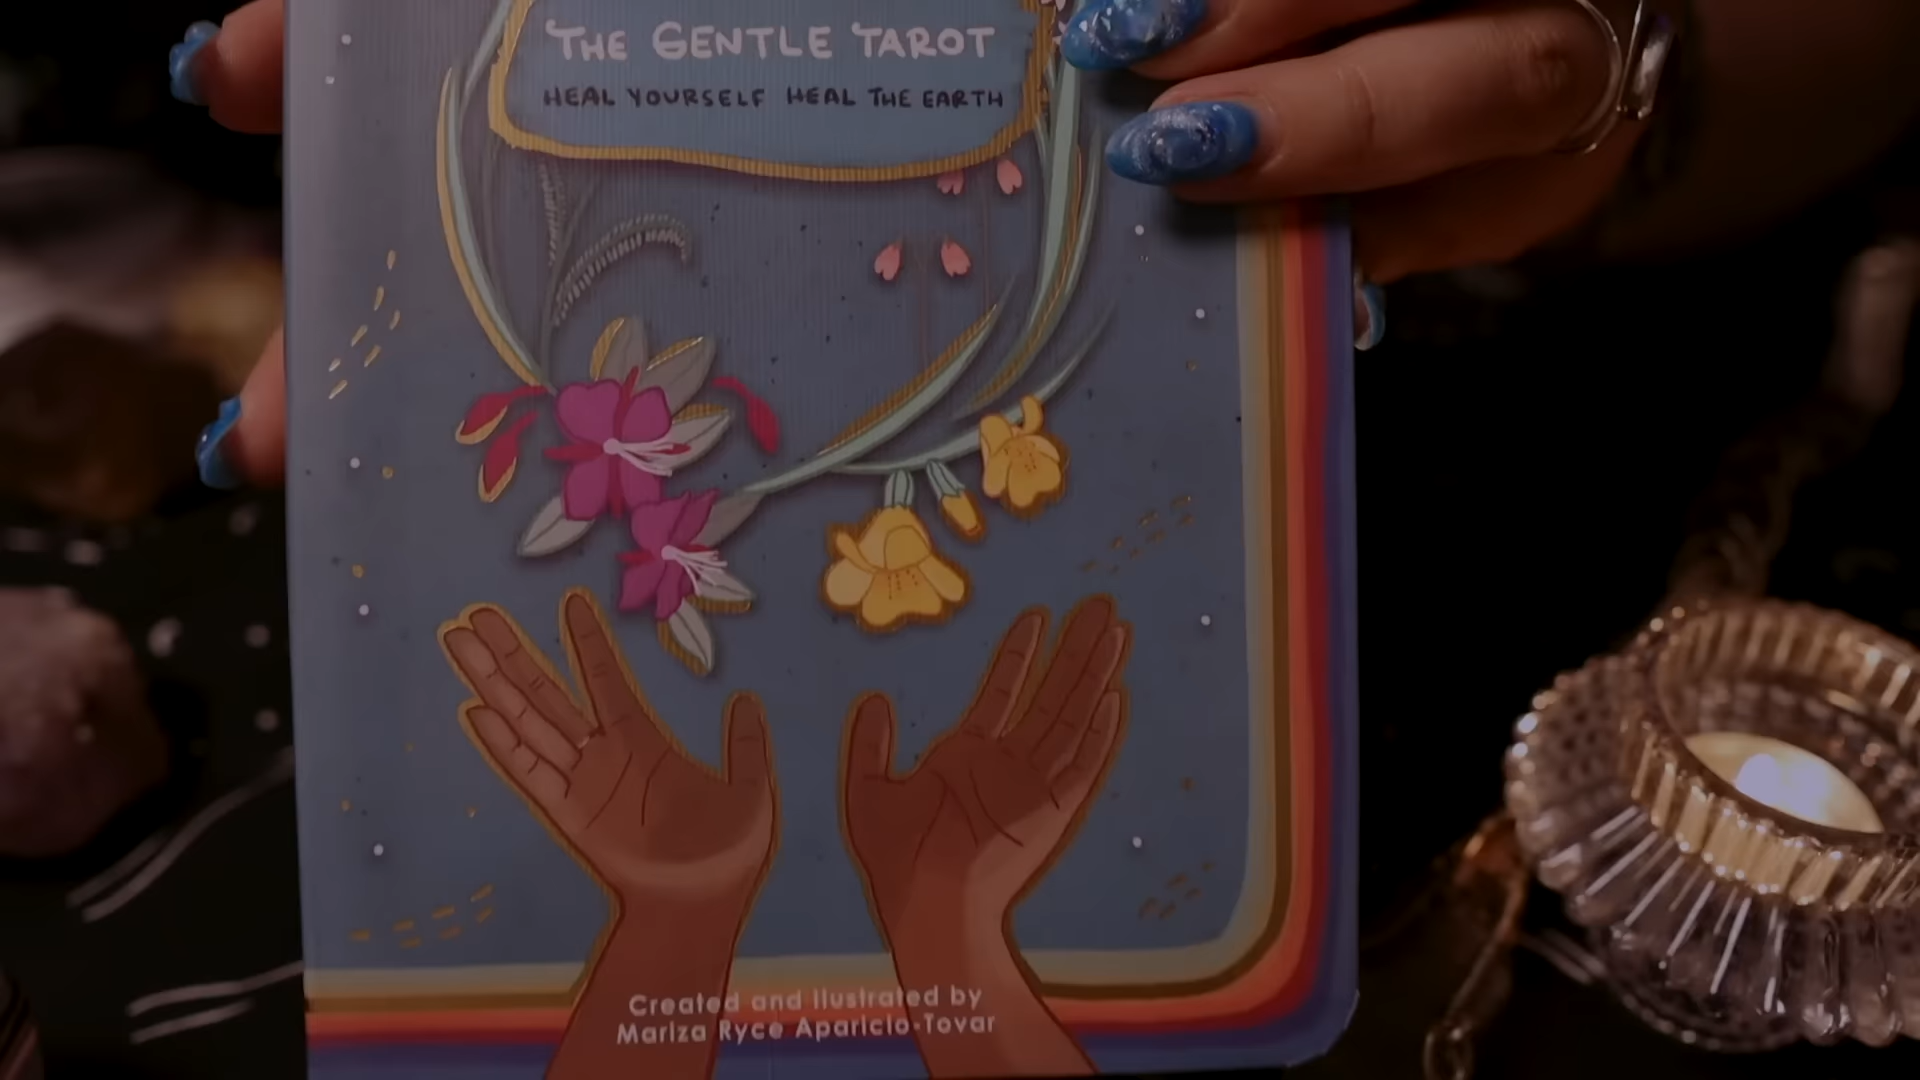 THE GENTLE TAROT
HEAL YOURSELF HEAL THE EARTH
Created and Illustrated by
Mariza Ryce Aparicio-Tovar